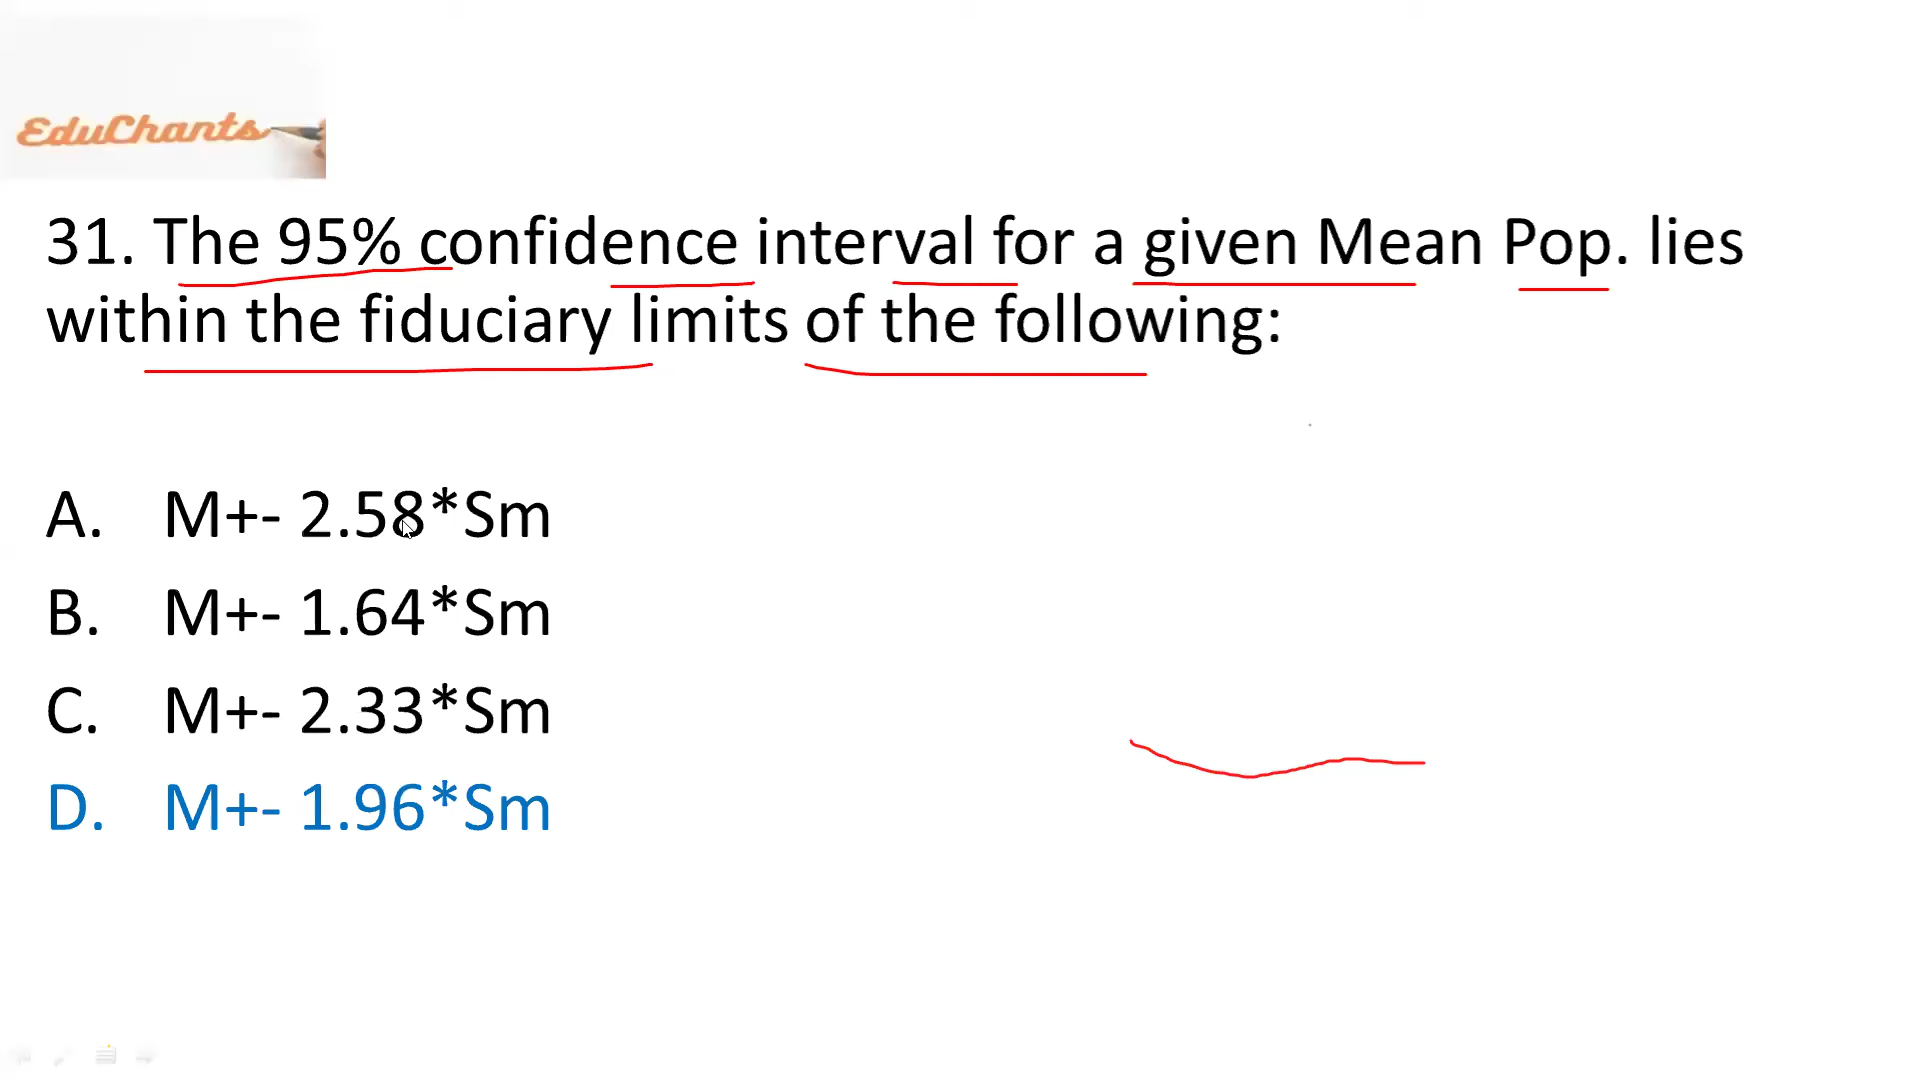 EduChants
31. The 95% confidence interval for a given Mean Pop. lies
within the fiduciary limits of the following:
A. M+- 2.58*Sm
B. M+- 1.64*Sm
C. M+- 2.33*Sm
D. M+- 1.96*Sm